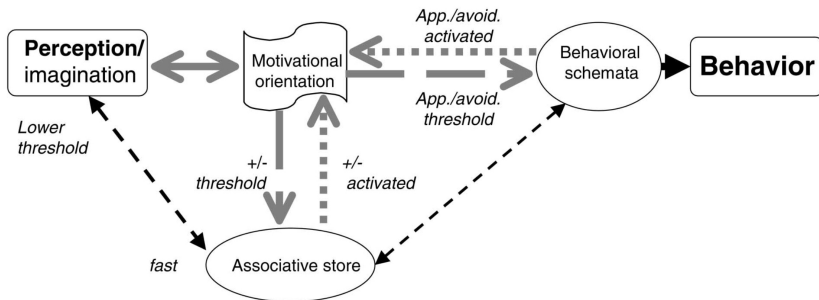 Perception/
imagination
Motivational
orientation
App./avoid.
activated
App./avoid.
threshold
Behavioral
schemata
Behavior
Lower
threshold
+/-
threshold
+/-
activated
fast
Associative store